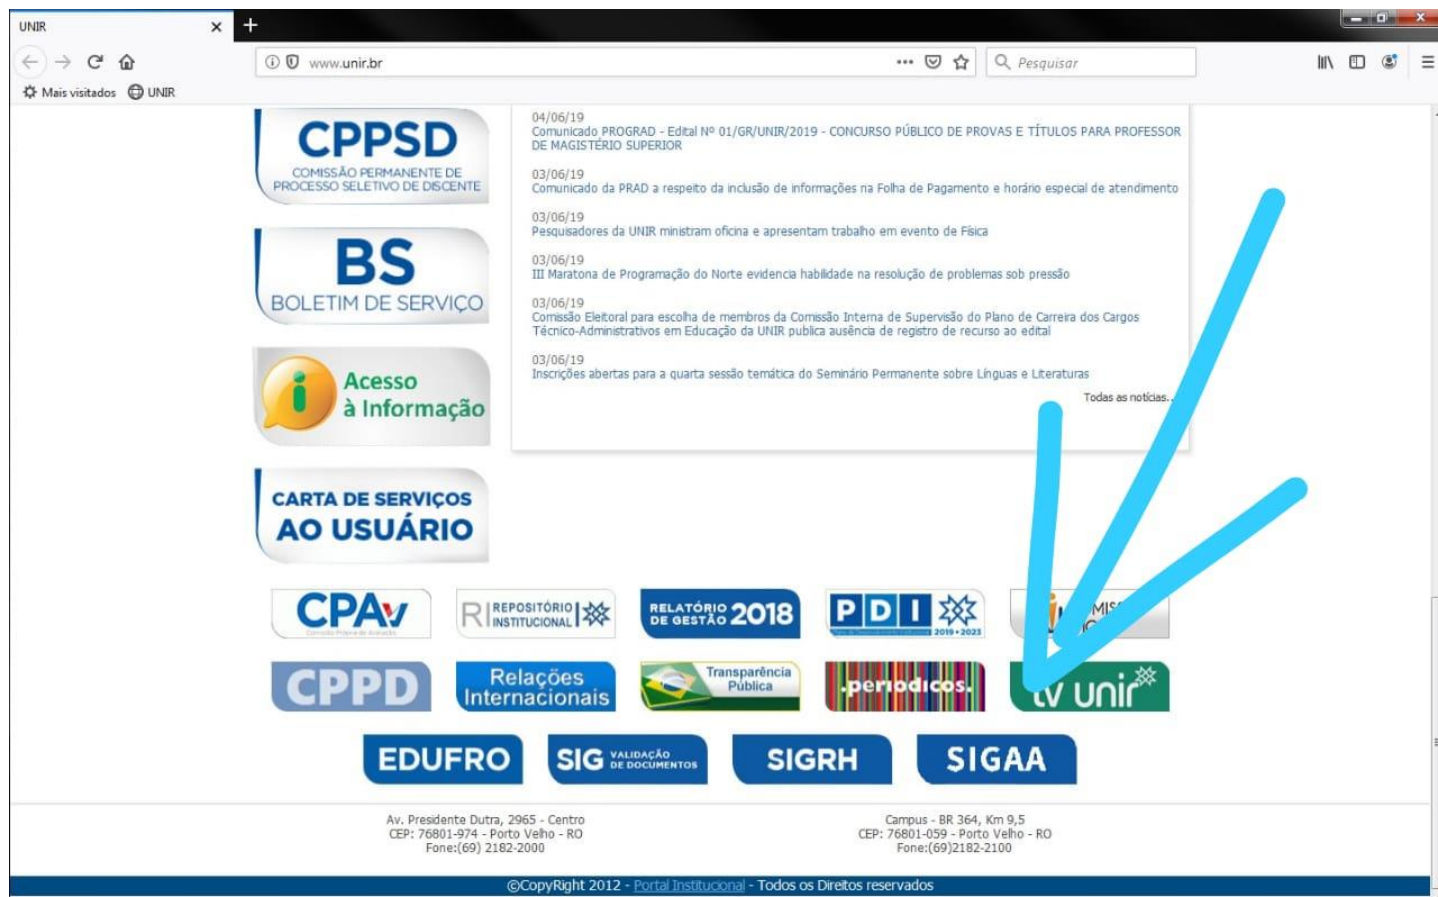 UNIR
www.unir.br
Pesquisar
Mais visitados
UNIR
CPPSD
COMISSÃO PERMANENTE DE
PROCESSO SELETIVO DE DISCENTE
BS
BOLETIM DE SERVIÇO
Acesso
à Informação
CARTA DE SERVIÇOS
AO USUÁRIO
04/06/19
Comunicado PROGRAD - Edital Nº 01/GR/UNIR/2019 - CONCURSO PÚBLICO DE PROVAS E TÍTULOS PARA PROFESSOR
DE MAGISTÉRIO SUPERIOR
03/06/19
Comunicado da PRAD a respeito da inclusão de informações na Folha de Pagamento e horário especial de atendimento
03/06/19
Pesquisadores da UNIR ministram oficina e apresentam trabalho em evento de Física
03/06/19
III Maratona de Programação do Norte evidencia habilidade na resolução de problemas sob pressão
03/06/19
Comissão Eleitoral para escolha de membros da Comissão Interna de Supervisão do Plano de Carreira dos Cargos
Técnico-Administrativos em Educação da UNIR publica ausência de registro de recurso ao edital
03/06/19
Inscrições abertas para a quarta sessão temática do Seminário Permanente sobre Línguas e Literaturas
Todas as notícias..
CPAv
Comissão Própria de Avaliação
RI REPOSITÓRIO
INSTITUCIONAL
RELATÓRIO
DE GESTÃO 2018
PDI
2019 • 2023
CPPD
Relações
Internacionais
Transparência
Pública
.periodicos.
tv unir
EDUFRO
SIG VALIDAÇÃO
DE DOCUMENTOS
SIGRH
SIGAA
Av. Presidente Dutra, 2965 - Centro
CEP: 76801-974 - Porto Velho - RO
Fone:(69) 2182-2000
Campus - BR 364, Km 9,5
CEP: 76801-059 - Porto Velho - RO
Fone:(69)2182-2100
©CopyRight 2012 - Portal Institucional - Todos os Direitos reservados